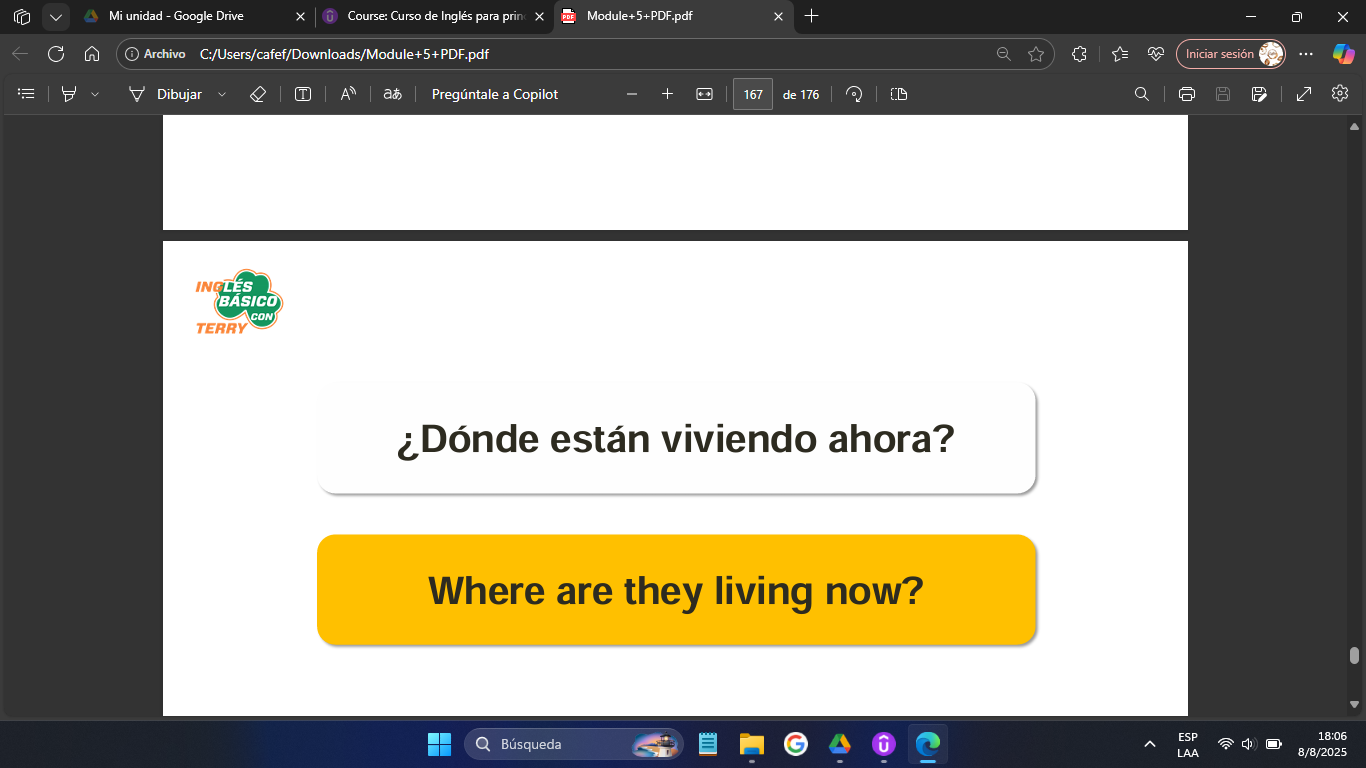 Mi unidad - Google Drive
Course: Curso de Inglés para prin
Module+5+PDF.pdf
Archivo
C:/Users/cafef/Downloads/Module+5+PDF.pdf
Iniciar sesión
Dibujar
aあ
Pregúntale a Copilot
167
de 176
INGLÉS
BÁSICO
CON
TERRY
¿Dónde están viviendo ahora?
Where are they living now?
Búsqueda
ESP
LAA
18:06
8/8/2025